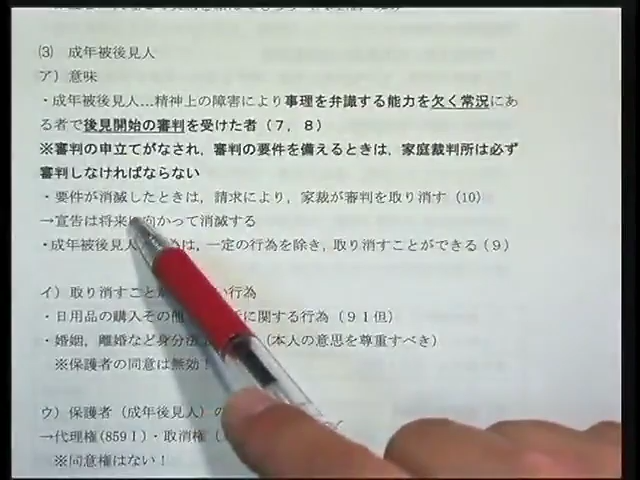 ⑶ 成年被後見人
ア）意味
・成年被後見人…精神上の障害により事理を弁識する能力を欠く常況にあ
る者で後見開始の審判を受けた者（７，８）
※審判の申立てがなされ，審判の要件を備えるときは，家庭裁判所は必ず
審判しなければならない
・要件が消滅したときは，請求により，家裁が審判を取り消す（10）
→宣告は将来に向かって消滅する
・成年被後見人 為は，一定の行為を除き，取り消すことができる（９）
イ）取り消すこと い行為
・日用品の購入その他 に関する行為（９１但）
・婚姻，離婚など身分 （本人の意思を尊重すべき）
※保護者の同意は無効！
ウ）保護者（成年後見人）の
→代理権(859Ⅰ)・取消権（
※同意権はない！